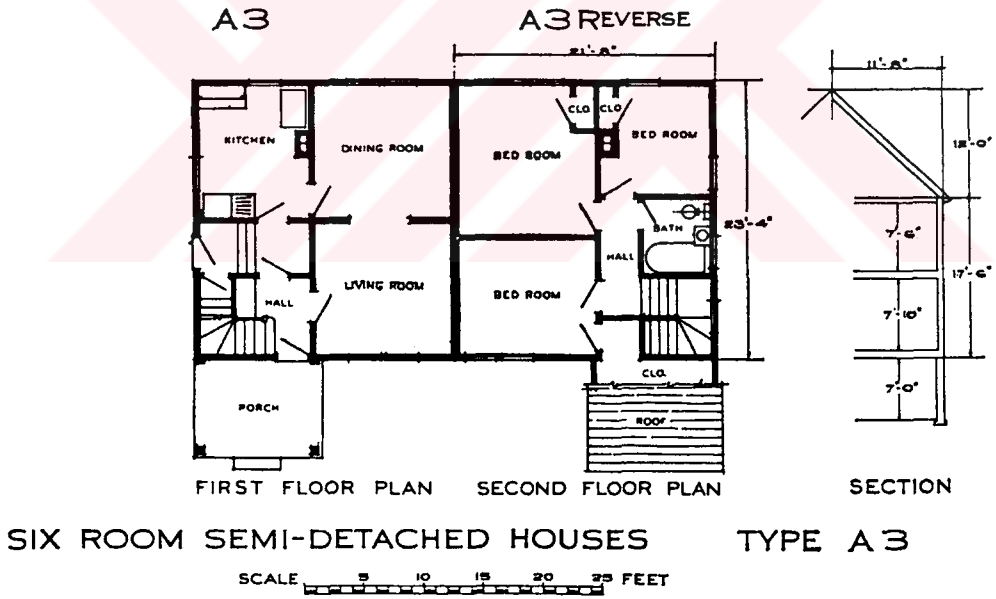 A3
A3 REVERSE
21'-8"
11'-8"
CLO.
CLO.
KITCHEN
DINING ROOM
BED ROOM
BED ROOM
12'-0"
BATH
23'-4"
7'-6"
HALL
17'-6"
HALL
LIVING ROOM
BED ROOM
7'-10"
CLO.
7'-0"
PORCH
ROOF
FIRST FLOOR PLAN
SECOND FLOOR PLAN
SECTION
SIX ROOM SEMI-DETACHED HOUSES TYPE A3
SCALE 5 10 15 20 25 FEET